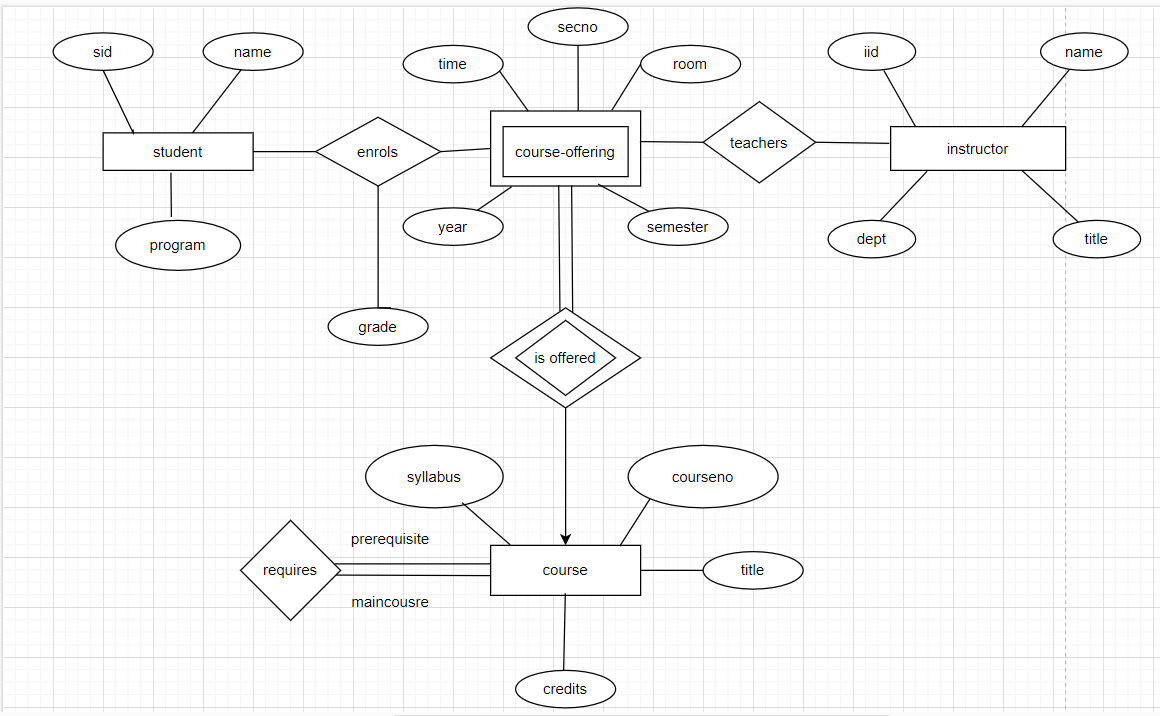 secno
sid
name
time
room
iid
name
student
enrols
course-offering
teachers
instructor
program
year
semester
dept
title
grade
is offered
syllabus
courseno
prerequisite
requires
course
title
maincousre
credits